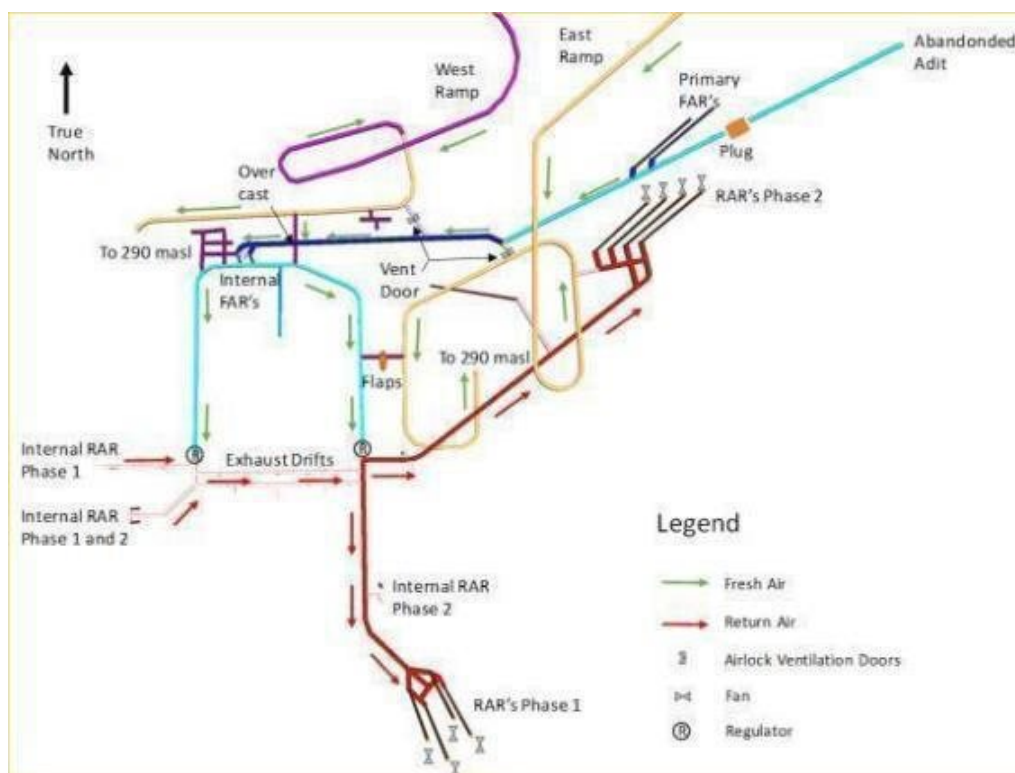 East
Ramp
Abandonded
Adit
West
Ramp
Primary
FAR's
True
North
Plug
Over
cast
RAR's Phase 2
To 290 masl
Internal
FAR's
Vent
Door
To 290 masl
Flaps
R
R
Internal RAR
Phase 1
Exhaust Drifts
Internal RAR
Phase 1 and 2
Legend
Fresh Air
Internal RAR
Phase 2
Return Air
Airlock Ventilation Doors
RAR's Phase 1
Fan
R
Regulator